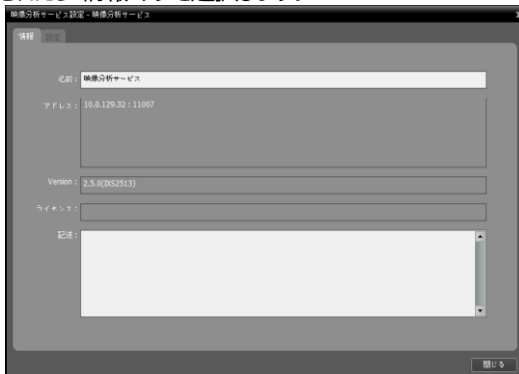 映像分析サービス設定 - 映像分析サービス
情報 設定
名前: 映像分析サービス
アドレス: 10.0.129.32 : 11007
Version: 2.5.0(DIS2513)
ライセンス:
記述:
閉じる